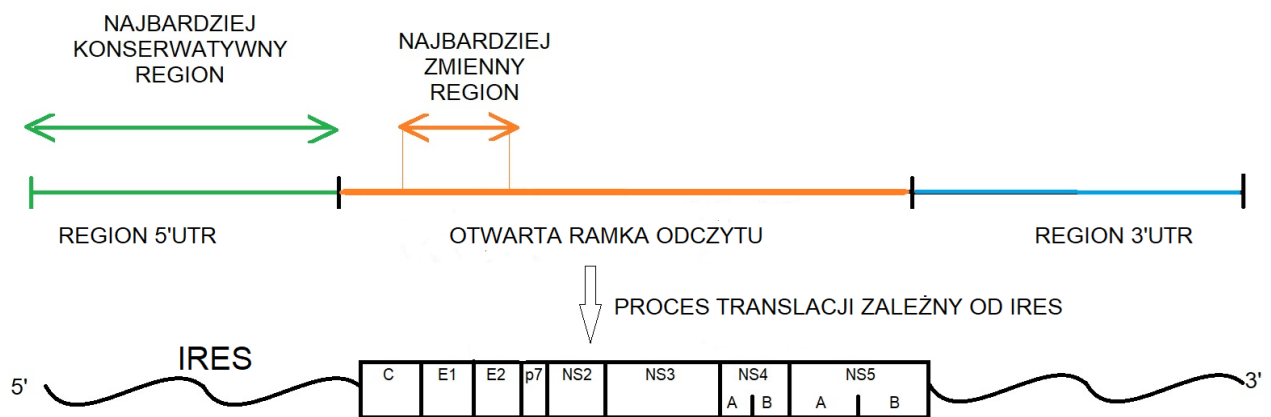 NAJBARDZIEJ
KONSERWATYWNY
REGION
NAJBARDZIEJ
ZMIENNY
REGION
REGION 5'UTR
OTWARTA RAMKA ODCZYTU
REGION 3'UTR
PROCES TRANSLACJI ZALEŻNY OD IRES
IRES
5'
C E1 E2 p7 NS2 NS3 NS4 NS5
A B A B
3'